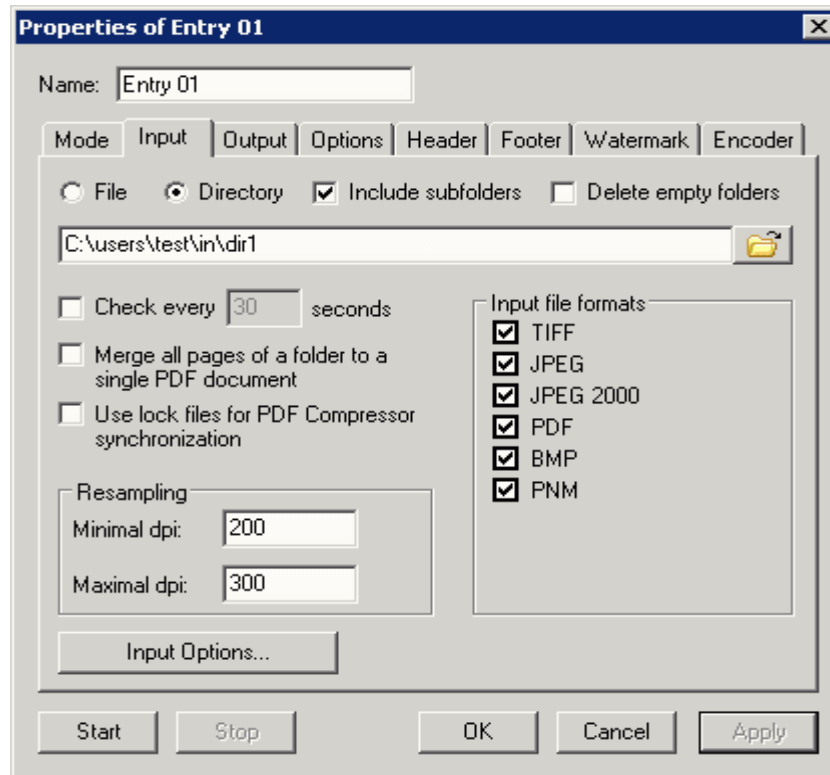 Properties of Entry 01
Name: Entry 01
Mode Input Output Options Header Footer Watermark Encoder
File Directory Include subfolders Delete empty folders
C:\users\test\in\dir1
Check every 30 seconds
Merge all pages of a folder to a
single PDF document
Use lock files for PDF Compressor
synchronization
Input file formats
TIFF
JPEG
JPEG 2000
PDF
BMP
PNM
Resampling
Minimal dpi: 200
Maximal dpi: 300
Input Options...
Start Stop OK Cancel Apply